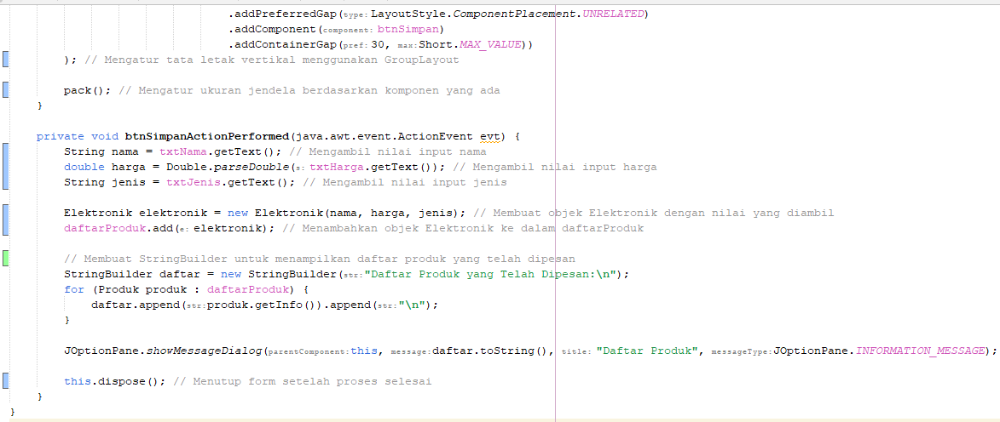 .addPreferredGap(type: LayoutStyle.ComponentPlacement.UNRELATED)
.addComponent(component: btnSimpan)
.addContainerGap(pref: 30, max: Short.MAX_VALUE))
); // Mengatur tata letak vertikal menggunakan GroupLayout
pack(); // Mengatur ukuran jendela berdasarkan komponen yang ada
}
private void btnSimpanActionPerformed(java.awt.event.ActionEvent evt) {
String nama = txtNama.getText(); // Mengambil nilai input nama
double harga = Double.parseDouble(s: txtHarga.getText()); // Mengambil nilai input harga
String jenis = txtJenis.getText(); // Mengambil nilai input jenis
Elektronik elektronik = new Elektronik(nama, harga, jenis); // Membuat objek Elektronik dengan nilai yang diambil
daftarProduk.add(e: elektronik); // Menambahkan objek Elektronik ke dalam daftarProduk
// Membuat StringBuilder untuk menampilkan daftar produk yang telah dipesan
StringBuilder daftar = new StringBuilder(str: "Daftar Produk yang Telah Dipesan:\n");
for (Produk produk : daftarProduk) {
daftar.append(str: produk.getInfo()).append(str: "\n");
}
JOptionPane.showMessageDialog(parentComponent: this, message: daftar.toString(), title: "Daftar Produk", messageType: JOptionPane.INFORMATION_MESSAGE);
this.dispose(); // Menutup form setelah proses selesai
}
}